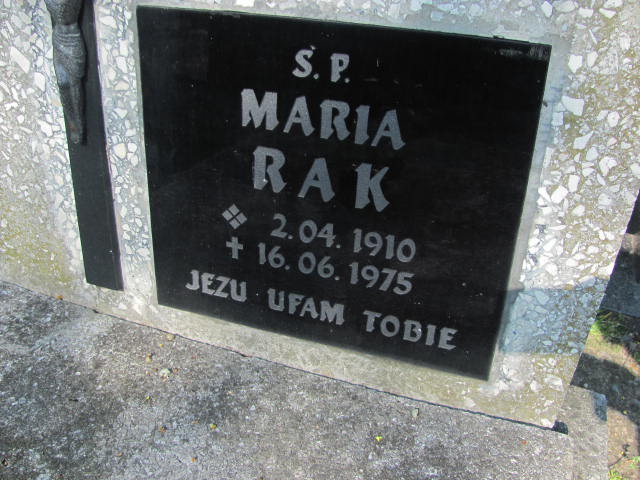 Ś.P.
MARIA
RAK
2.04.1910
✝ 16.06.1975
JEZU UFAM TOBIE